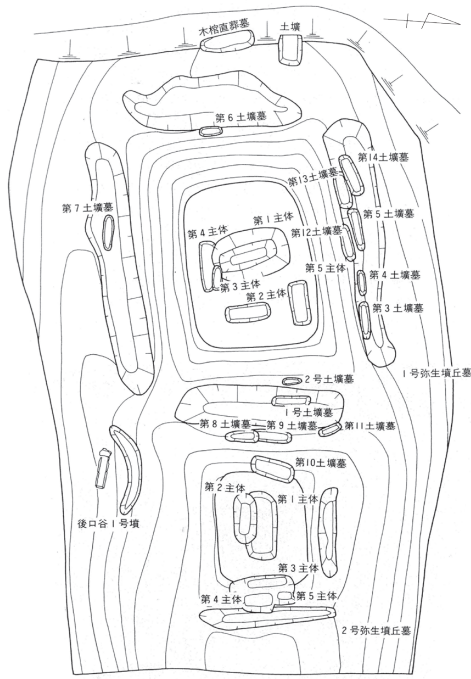 木棺直葬墓
土壙
第6土壙墓
第14土壙墓
第13土壙墓
第7土壙墓
第5土壙墓
第1主体
第4主体
第12土壙墓
第5主体
第4土壙墓
第3主体
第2主体
第3土壙墓
1号弥生墳丘墓
2号土壙墓
1号土壙墓
第8土壙墓
第9土壙墓
第11土壙墓
第10土壙墓
第2主体
第1主体
後口谷1号墳
第3主体
第4主体
第5主体
2号弥生墳丘墓